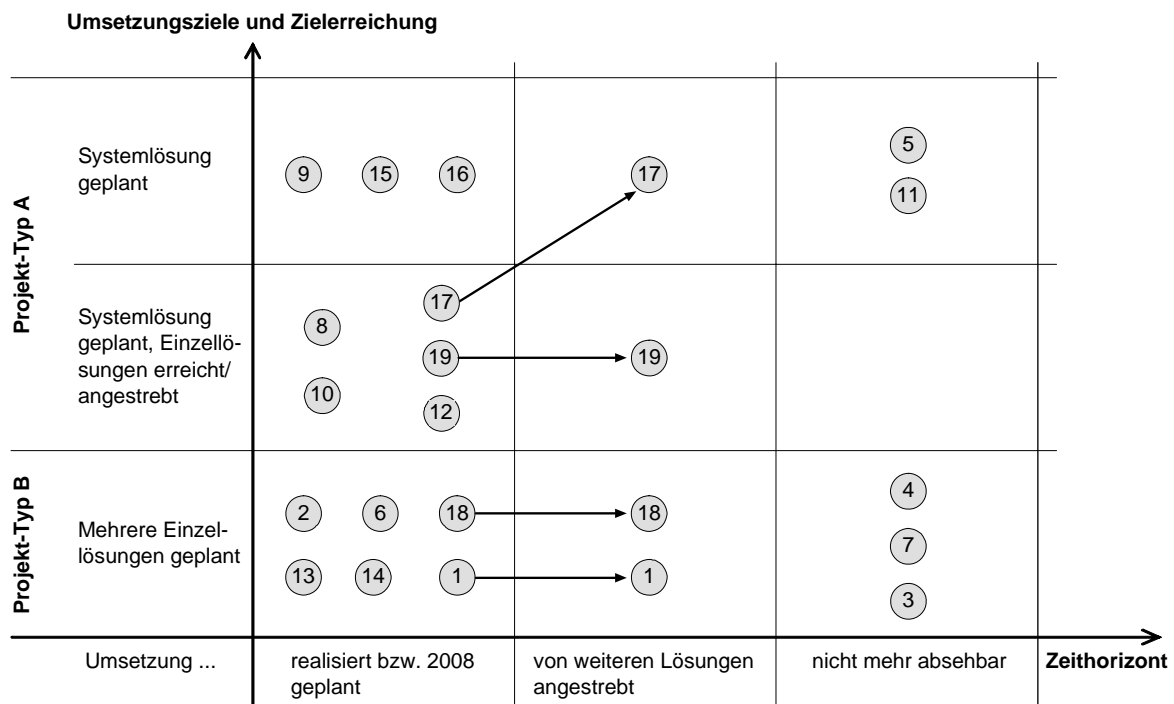 Umsetzungsziele und Zielerreichung
Projekt-Typ A
Systemlösung
geplant
9 15 16 17 5
11
Systemlösung
geplant, Einzellö-
sungen erreicht/
angestrebt
17
8
19 19
10
12
Projekt-Typ B
Mehrere Einzel-
lösungen geplant
4
2 6 18 18
7
13 14 1 1
3
Umsetzung ... realisiert bzw. 2008 von weiteren Lösungen nicht mehr absehbar Zeithorizont
geplant angestrebt